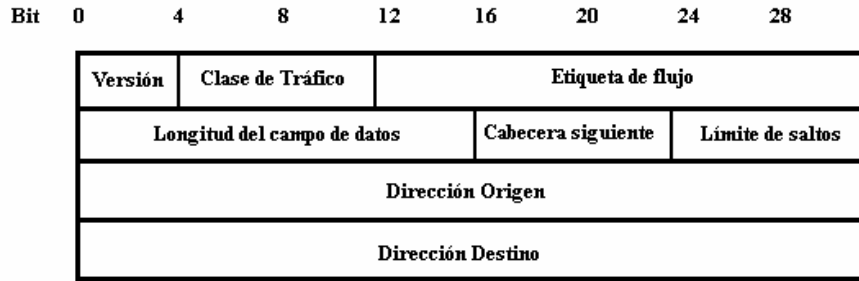 Bit 0 4 8 12 16 20 24 28
Versión Clase de Tráfico Etiqueta de flujo
Longitud del campo de datos Cabecera siguiente Límite de saltos
Dirección Origen
Dirección Destino